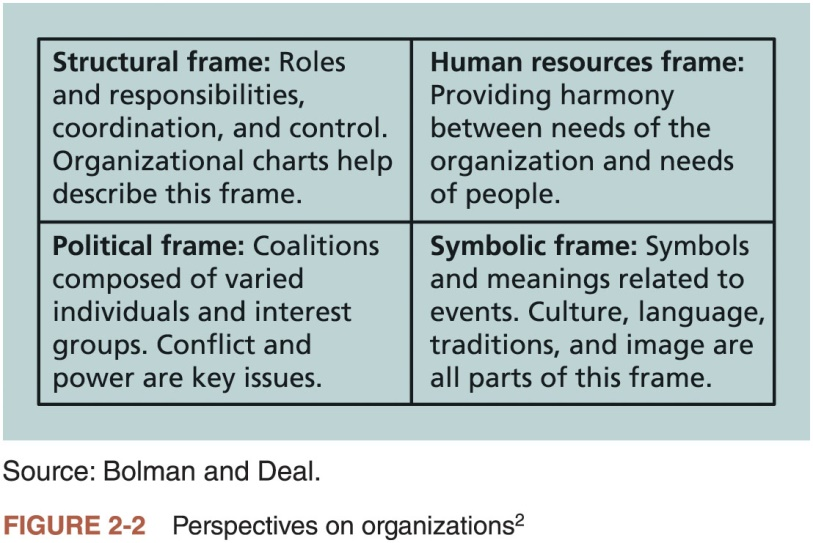 Structural frame: Roles
and responsibilities,
coordination, and control.
Organizational charts help
describe this frame.
Human resources frame:
Providing harmony
between needs of the
organization and needs
of people.
Political frame: Coalitions
composed of varied
individuals and interest
groups. Conflict and
power are key issues.
Symbolic frame: Symbols
and meanings related to
events. Culture, language,
traditions, and image are
all parts of this frame.
Source: Bolman and Deal.
FIGURE 2-2 Perspectives on organizations²